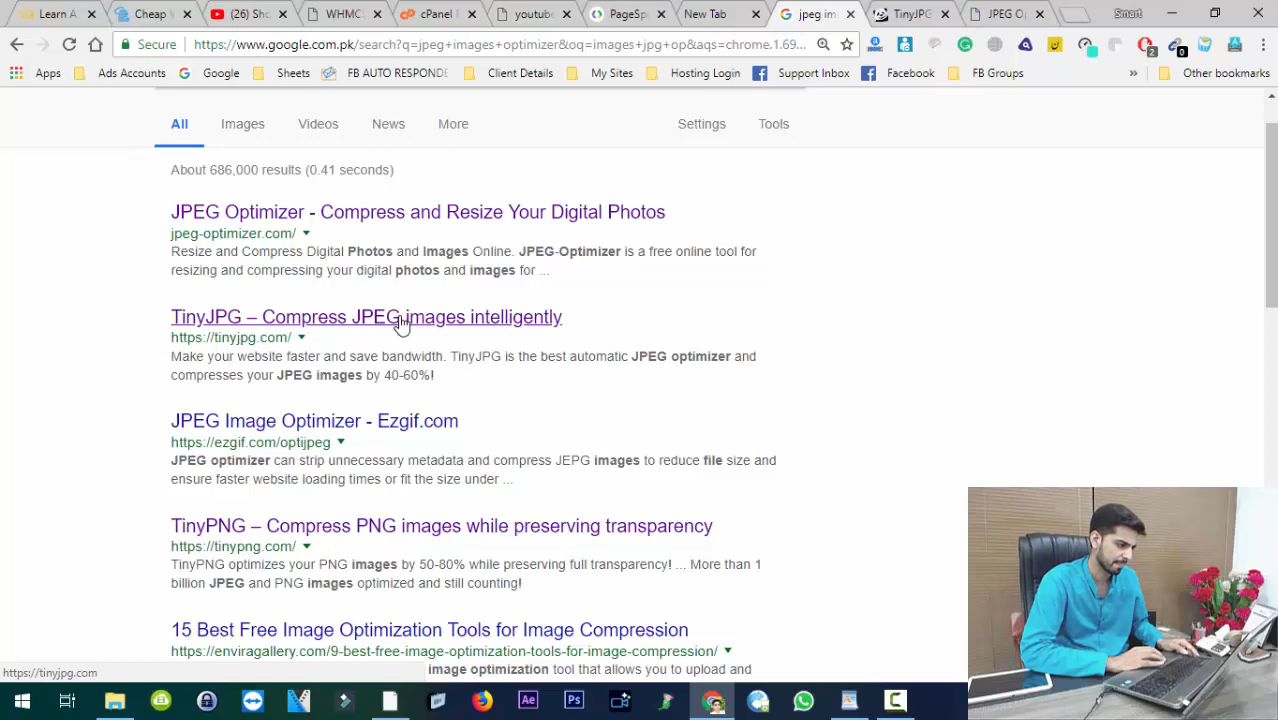 Learn A
Cheap W
(26) Sho
WHMC
cPanel F
youtube
PageSp
New Tab
jpeg im
TinyJPG
JPEG Op
Smart
Secure
https://www.google.com.pk/search?q=jpeg+images+optimizer&oq=images+jpg+op&aqs=chrome.1.69...
2
0
Apps
Ads Accounts
Google
Sheets
FB AUTO RESPONDE
Client Details
My Sites
Hosting Login
Support Inbox
Facebook
FB Groups
»
Other bookmarks
All
Images
Videos
News
More
Settings
Tools
About 686,000 results (0.41 seconds)
JPEG Optimizer - Compress and Resize Your Digital Photos
jpeg-optimizer.com/
Resize and Compress Digital Photos and Images Online. JPEG-Optimizer is a free online tool for
resizing and compressing your digital photos and images for ...
TinyJPG – Compress JPEG images intelligently
https://tinyjpg.com/
Make your website faster and save bandwidth. TinyJPG is the best automatic JPEG optimizer and
compresses your JPEG images by 40-60%!
JPEG Image Optimizer - Ezgif.com
https://ezgif.com/optijpeg
JPEG optimizer can strip unnecessary metadata and compress JEPG images to reduce file size and
ensure faster website loading times or fit the size under ...
TinyPNG – Compress PNG images while preserving transparency
https://tinypng.com/
TinyPNG optimizes your PNG images by 50-80% while preserving full transparency! ... More than 1
billion JPEG and PNG images optimized and still counting!
15 Best Free Image Optimization Tools for Image Compression
https://enviragallery.com/9-best-free-image-optimization-tools-for-image-compression/
image optimization tool that allows you to upload and
https://tinyjpg.com
Ae
Ps